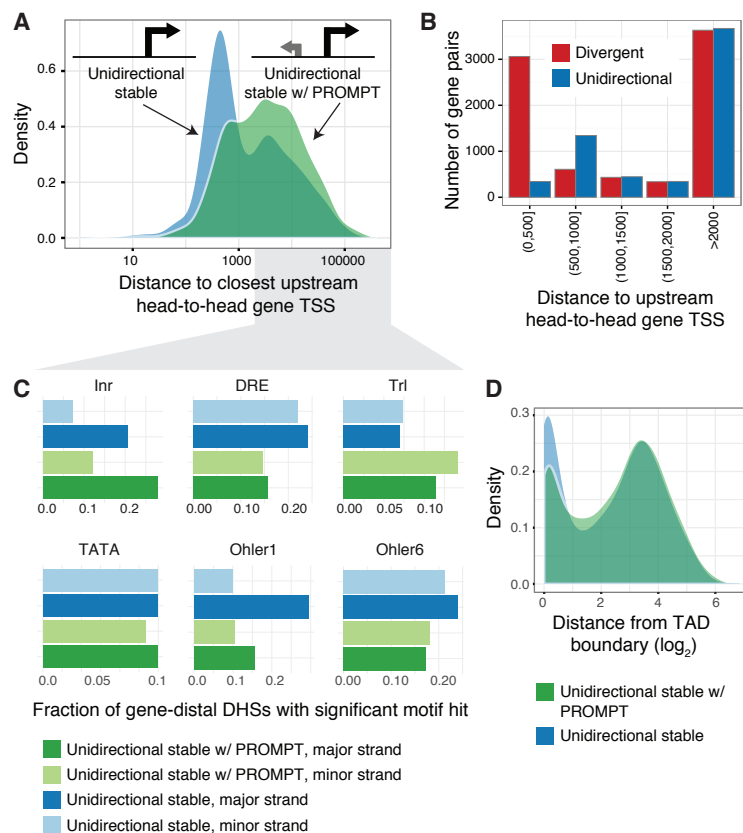 A
Unidirectional
stable
Unidirectional
stable w/ PROMPT
Density
0.6
0.4
0.2
0.0
10
1000
100000
Distance to closest upstream
head-to-head gene TSS
B
Divergent
Unidirectional
Number of gene pairs
3000
2000
1000
0
(0,500]
(500,1000]
(1000,1500]
(1500,2000]
>2000
Distance to upstream
head-to-head gene TSS
C
Inr
DRE
Trl
0.0
0.1
0.2
0.00
0.10
0.20
0.00
0.10
TATA
Ohler1
Ohler6
0.0
0.05
0.1
0.0
0.1
0.2
0.00
0.10
0.20
Fraction of gene-distal DHSs with significant motif hit
Unidirectional stable w/ PROMPT, major strand
Unidirectional stable w/ PROMPT, minor strand
Unidirectional stable, major strand
Unidirectional stable, minor strand
D
Density
0.3
0.2
0.1
0.0
0
2
4
6
Distance from TAD
boundary (log2)
Unidirectional stable w/
PROMPT
Unidirectional stable